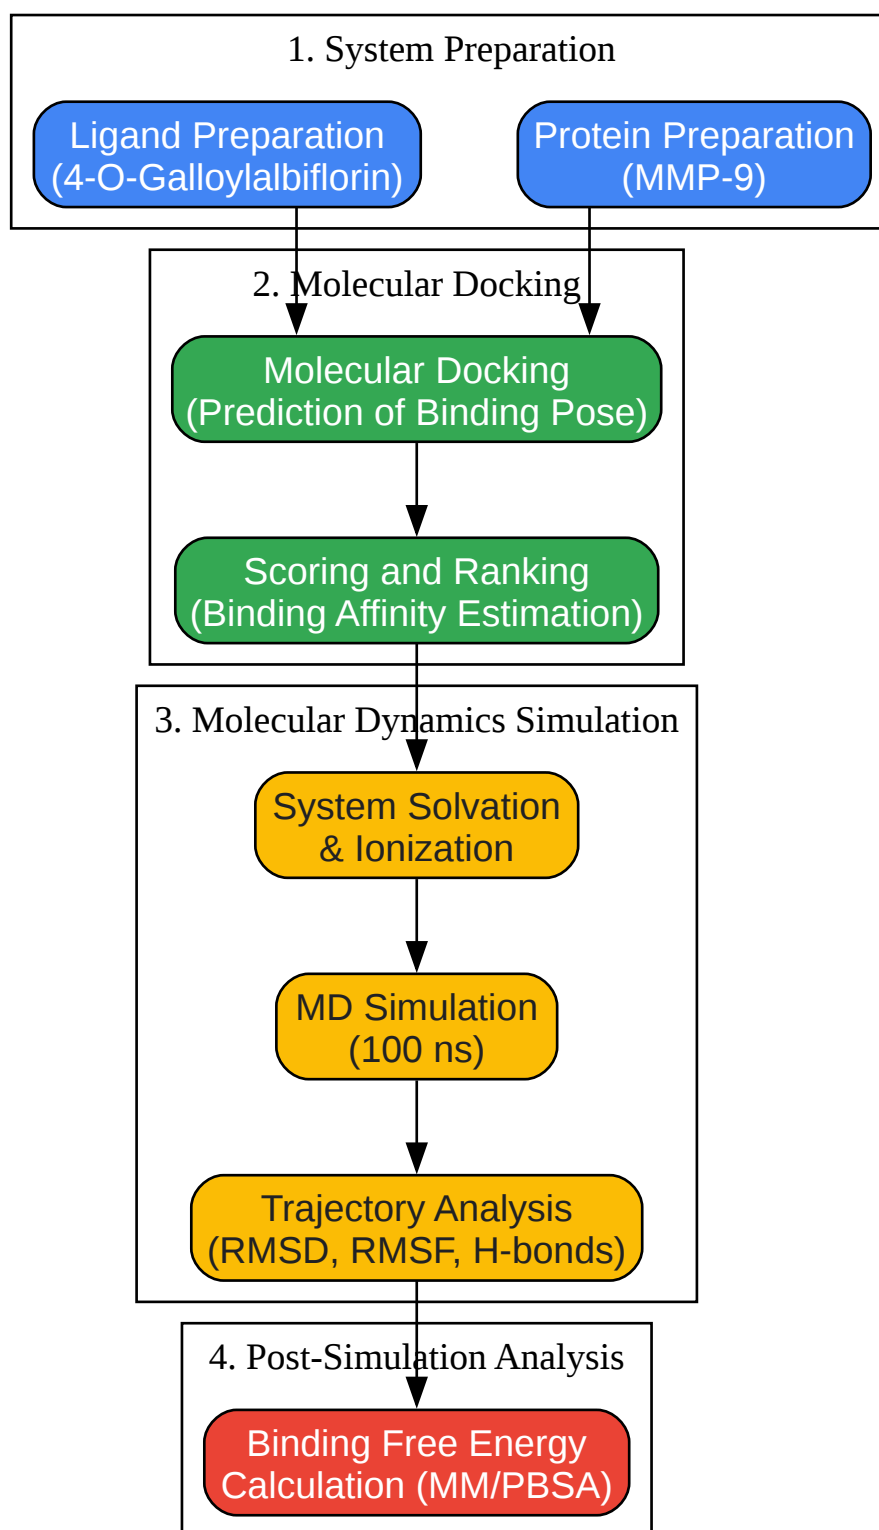 1. System Preparation
Ligand Preparation
(4-O-Galloylalbiflorin)
Protein Preparation
(MMP-9)
2. Molecular Docking
Molecular Docking
(Prediction of Binding Pose)
Scoring and Ranking
(Binding Affinity Estimation)
3. Molecular Dynamics Simulation
System Solvation
& Ionization
MD Simulation
(100 ns)
Trajectory Analysis
(RMSD, RMSF, H-bonds)
4. Post-Simulation Analysis
Binding Free Energy
Calculation (MM/PBSA)